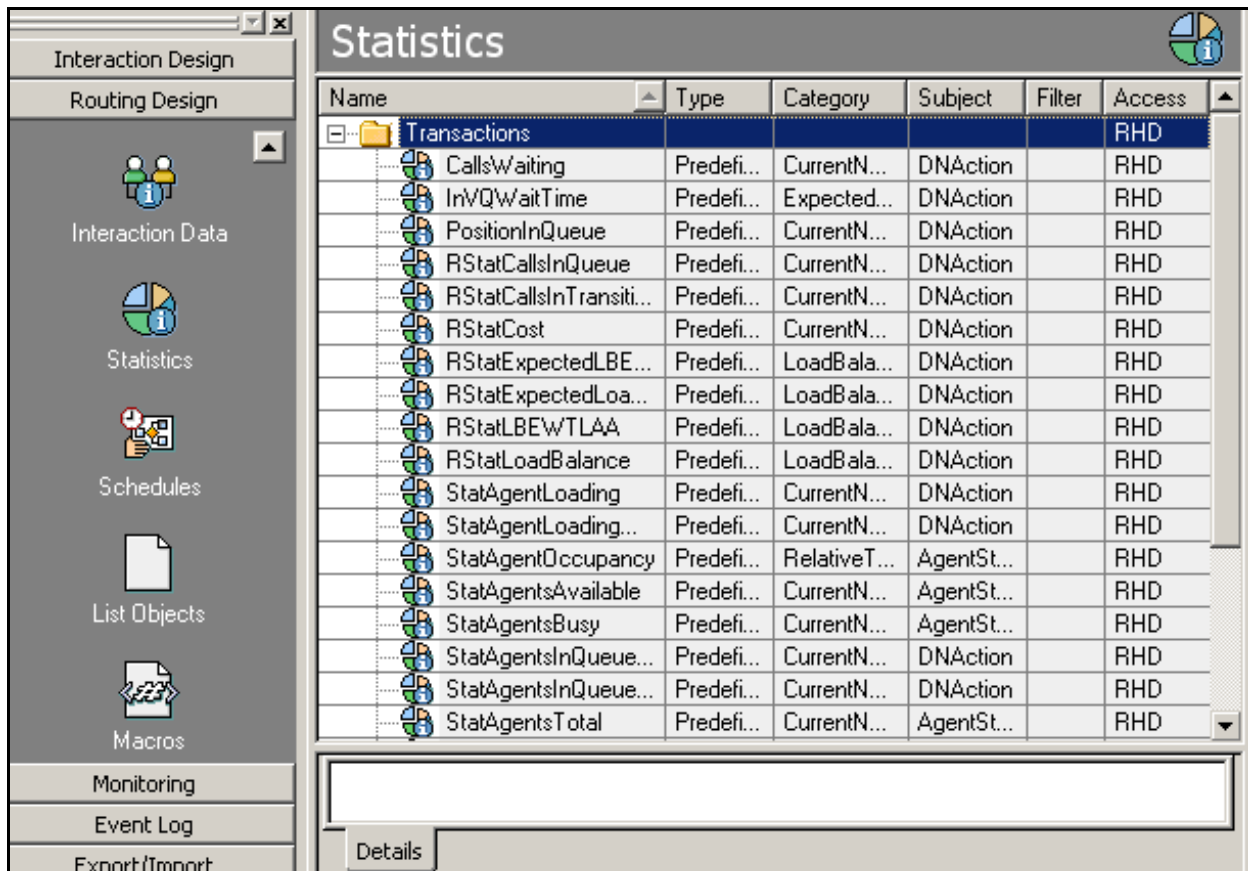 Interaction Design
Routing Design
Interaction Data
Statistics
Schedules
List Objects
Macros
Monitoring
Event Log
Export/Import
Statistics
Name Type Category Subject Filter Access
Transactions RHD
CallsWaiting Predefi... CurrentN... DNAction RHD
InVQWaitTime Predefi... Expected... DNAction RHD
PositionInQueue Predefi... CurrentN... DNAction RHD
RStatCallsInQueue Predefi... CurrentN... DNAction RHD
RStatCallsInTransiti... Predefi... CurrentN... DNAction RHD
RStatCost Predefi... CurrentN... DNAction RHD
RStatExpectedLBE... Predefi... LoadBala... DNAction RHD
RStatExpectedLoa... Predefi... LoadBala... DNAction RHD
RStatLBEWTLAA Predefi... LoadBala... DNAction RHD
RStatLoadBalance Predefi... LoadBala... DNAction RHD
StatAgentLoading Predefi... CurrentN... DNAction RHD
StatAgentLoading... Predefi... CurrentN... DNAction RHD
StatAgentOccupancy Predefi... RelativeT... AgentSt... RHD
StatAgentsAvailable Predefi... CurrentN... AgentSt... RHD
StatAgentsBusy Predefi... CurrentN... AgentSt... RHD
StatAgentsInQueue... Predefi... CurrentN... DNAction RHD
StatAgentsInQueue... Predefi... CurrentN... DNAction RHD
StatAgentsTotal Predefi... CurrentN... AgentSt... RHD
Details